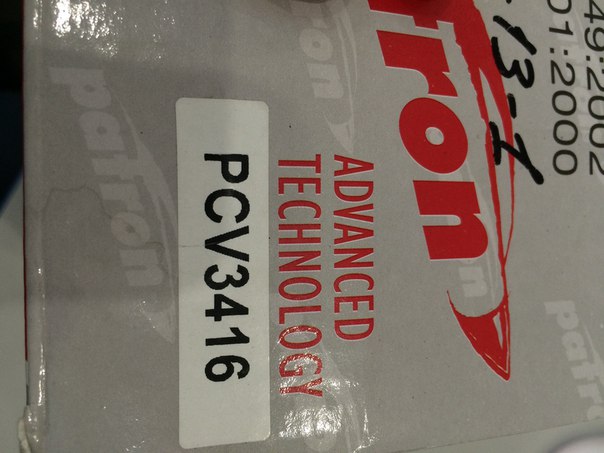 49:2002
01:2000
13-1
tron
ADVANCED
TECHNOLOGY
PCV3416
patron
patron
patron